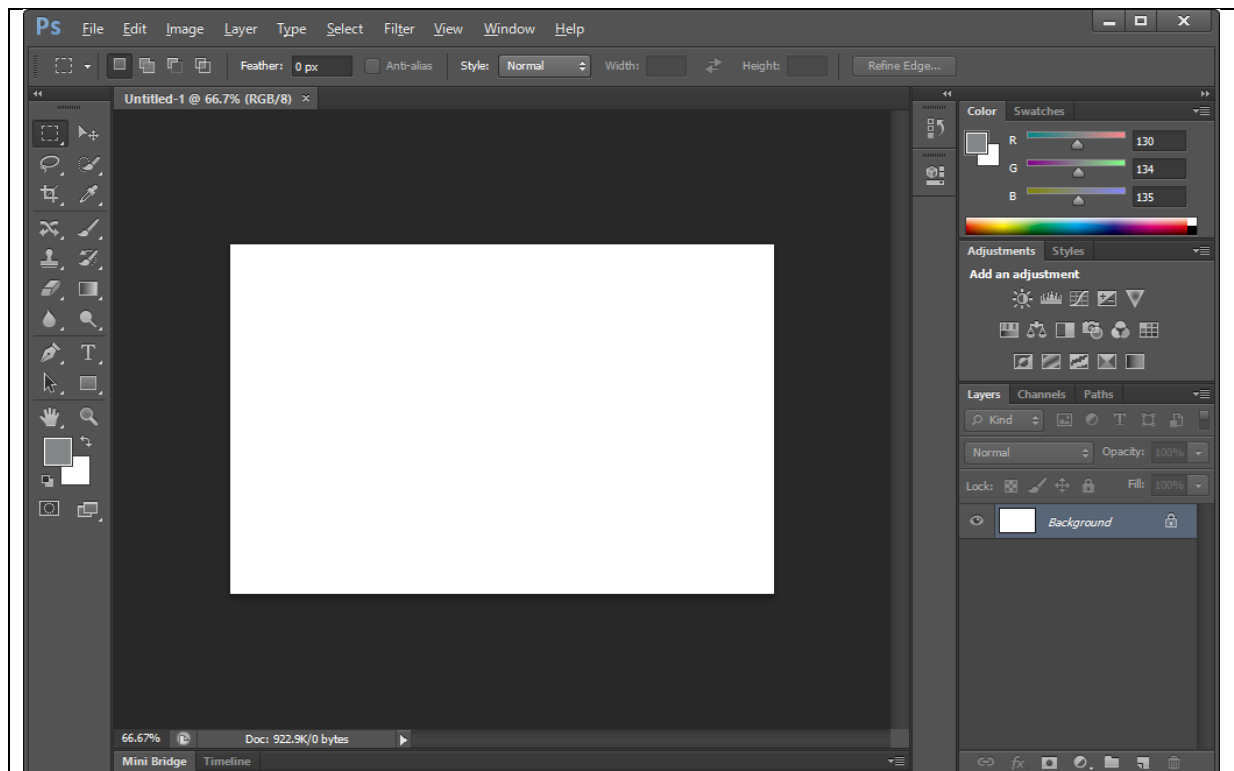 Ps File Edit Image Layer Type Select Filter View Window Help
Feather: 0 px Anti-alias Style: Normal Width: Height: Refine Edge...
Untitled-1 @ 66.7% (RGB/8) ×
Color Swatches
R 130
G 134
B 135
Adjustments Styles
Add an adjustment
Layers Channels Paths
Kind
Normal Opacity: 100%
Lock: Fill: 100%
Background
66.67% Doc: 922.9K/0 bytes
Mini Bridge Timeline
fx